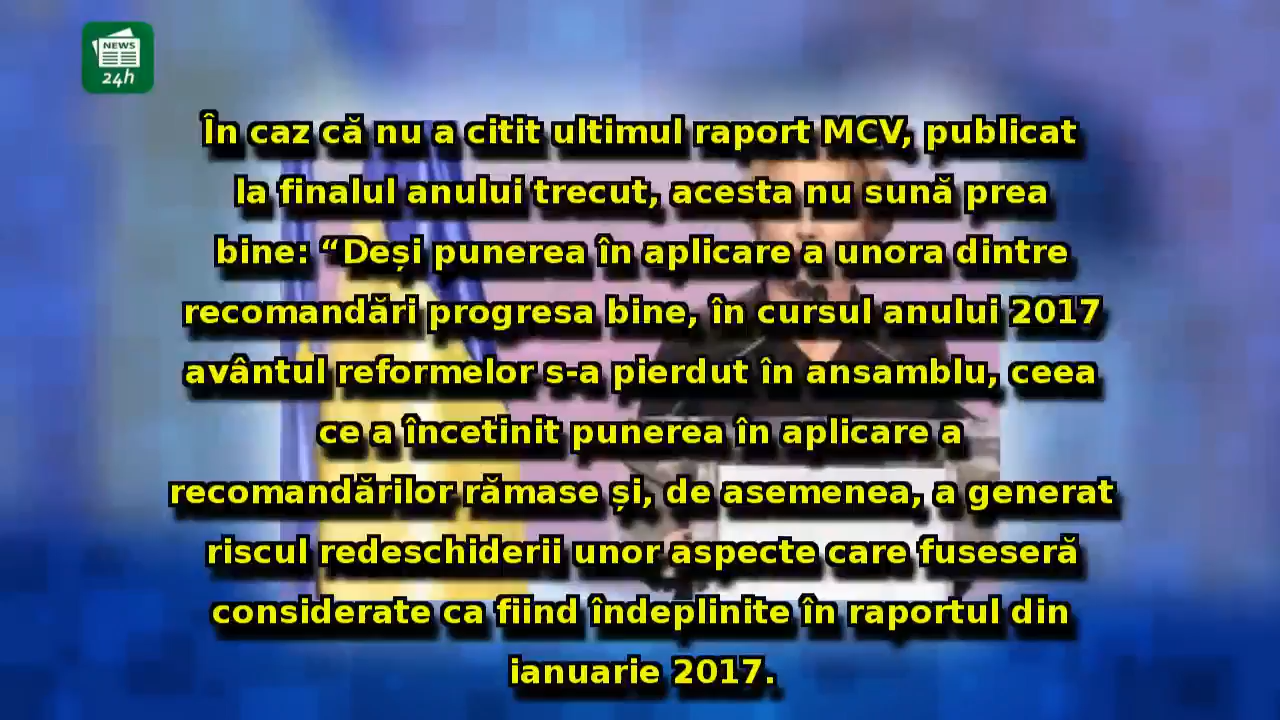 NEWS
24h
În caz că nu a citit ultimul raport MCV, publicat
la finalul anului trecut, acesta nu sună prea
bine: “Deși punerea în aplicare a unora dintre
recomandări progresa bine, în cursul anului 2017
avântul reformelor s-a pierdut în ansamblu, ceea
ce a încetinit punerea în aplicare a
recomandărilor rămase și, de asemenea, a generat
riscul redeschiderii unor aspecte care fuseseră
considerate ca fiind îndeplinite în raportul din
ianuarie 2017.